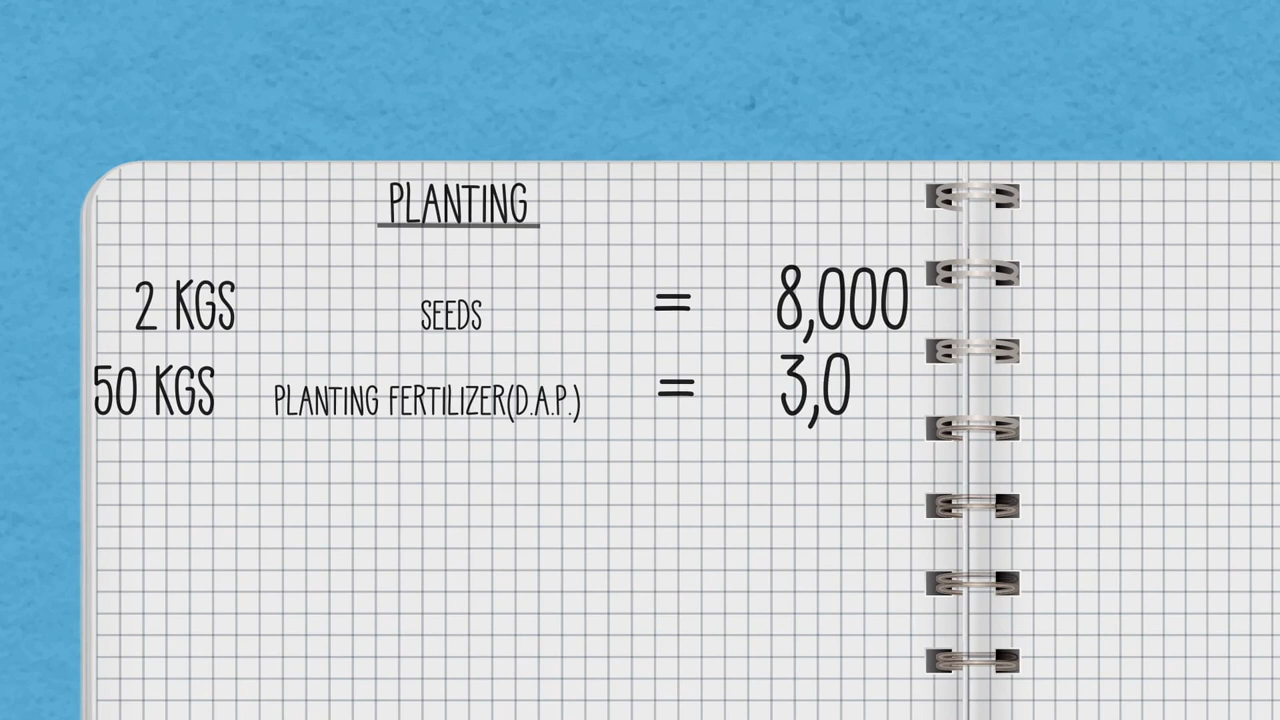 PLANTING
2 KGS SEEDS = 8,000
50 KGS PLANTING FERTILIZER(D.A.P.) = 3,0